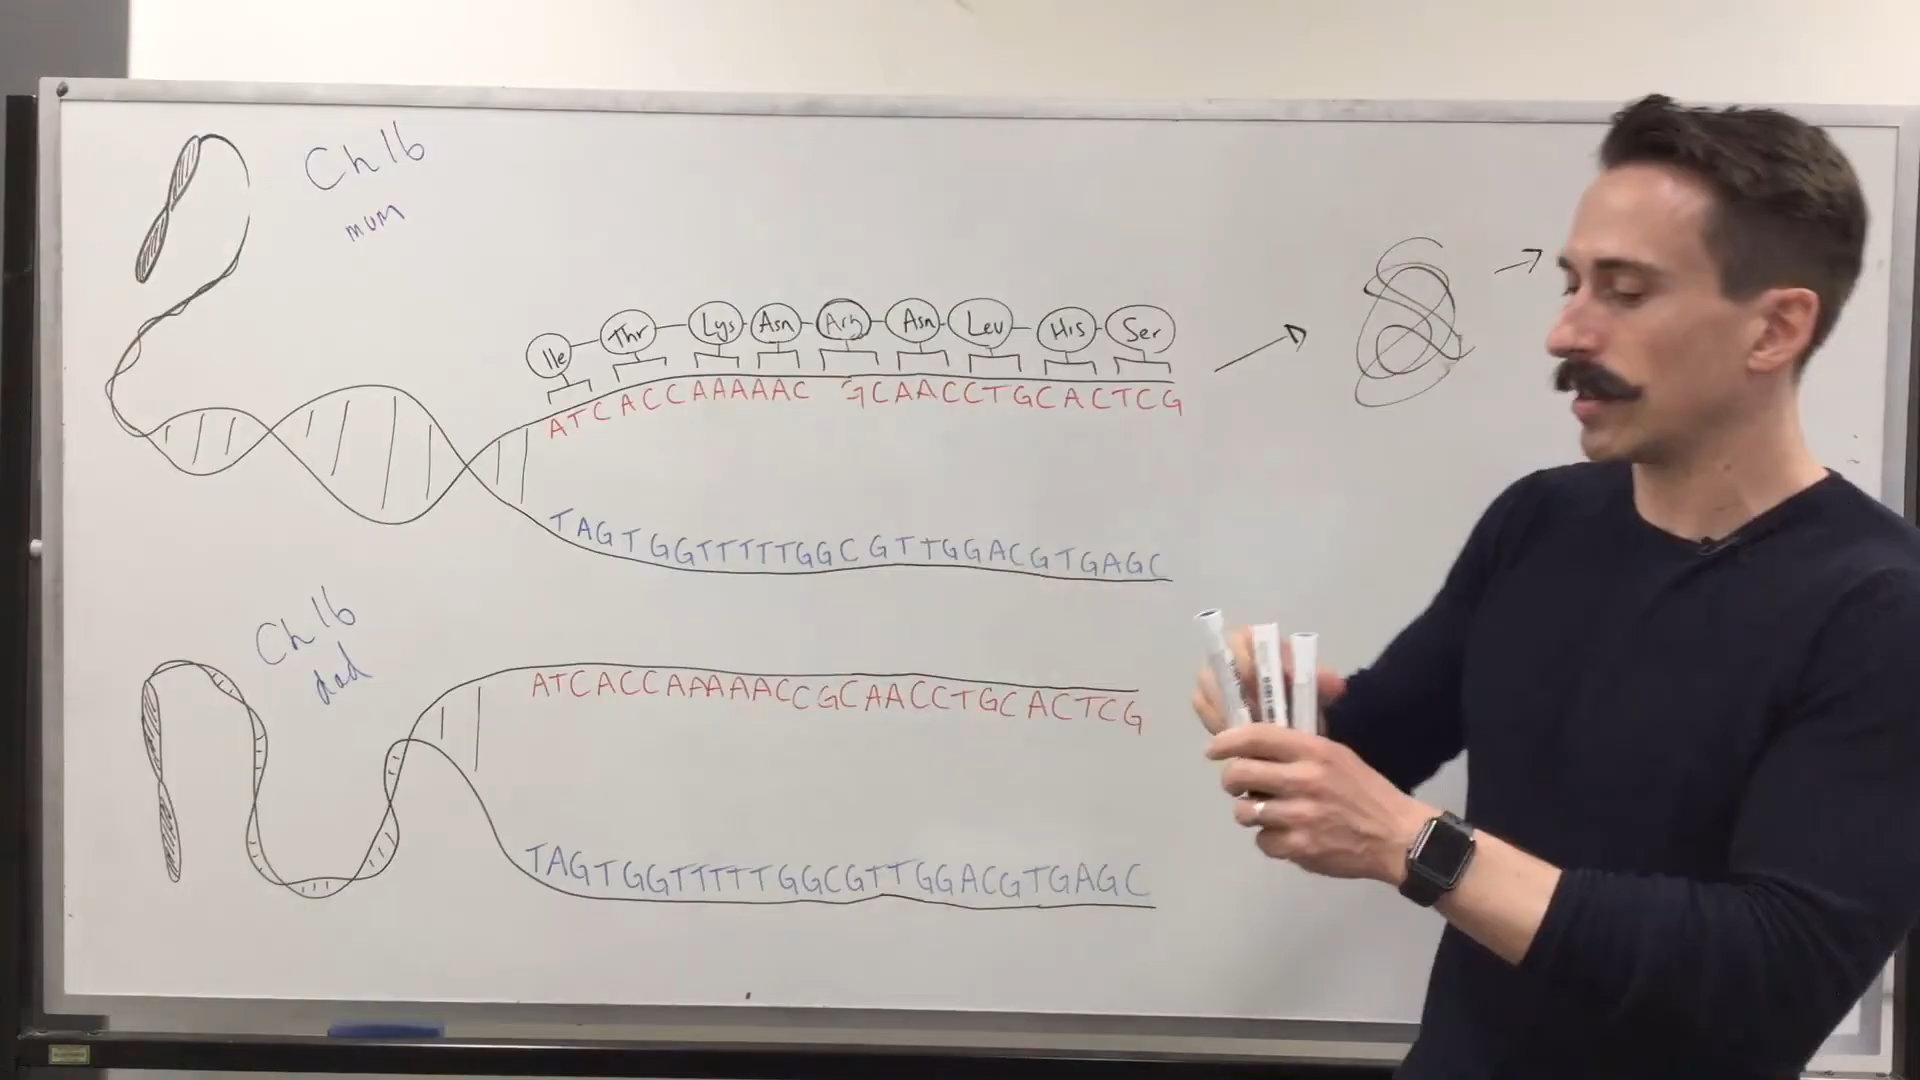 Ch 16
mum
Ile Thr Lys Asn Arg Asn Leu His Ser
ATCACCAAAAAC GCAACCTGCACTCG
TAGTGGTTTTTGGCGTTGGACGTGAGC
Ch 16
dad
ATCACCAAAAACCGCAACCTGCACTCG
TAGTGGTTTTTGGCGTTGGACGTGAGC